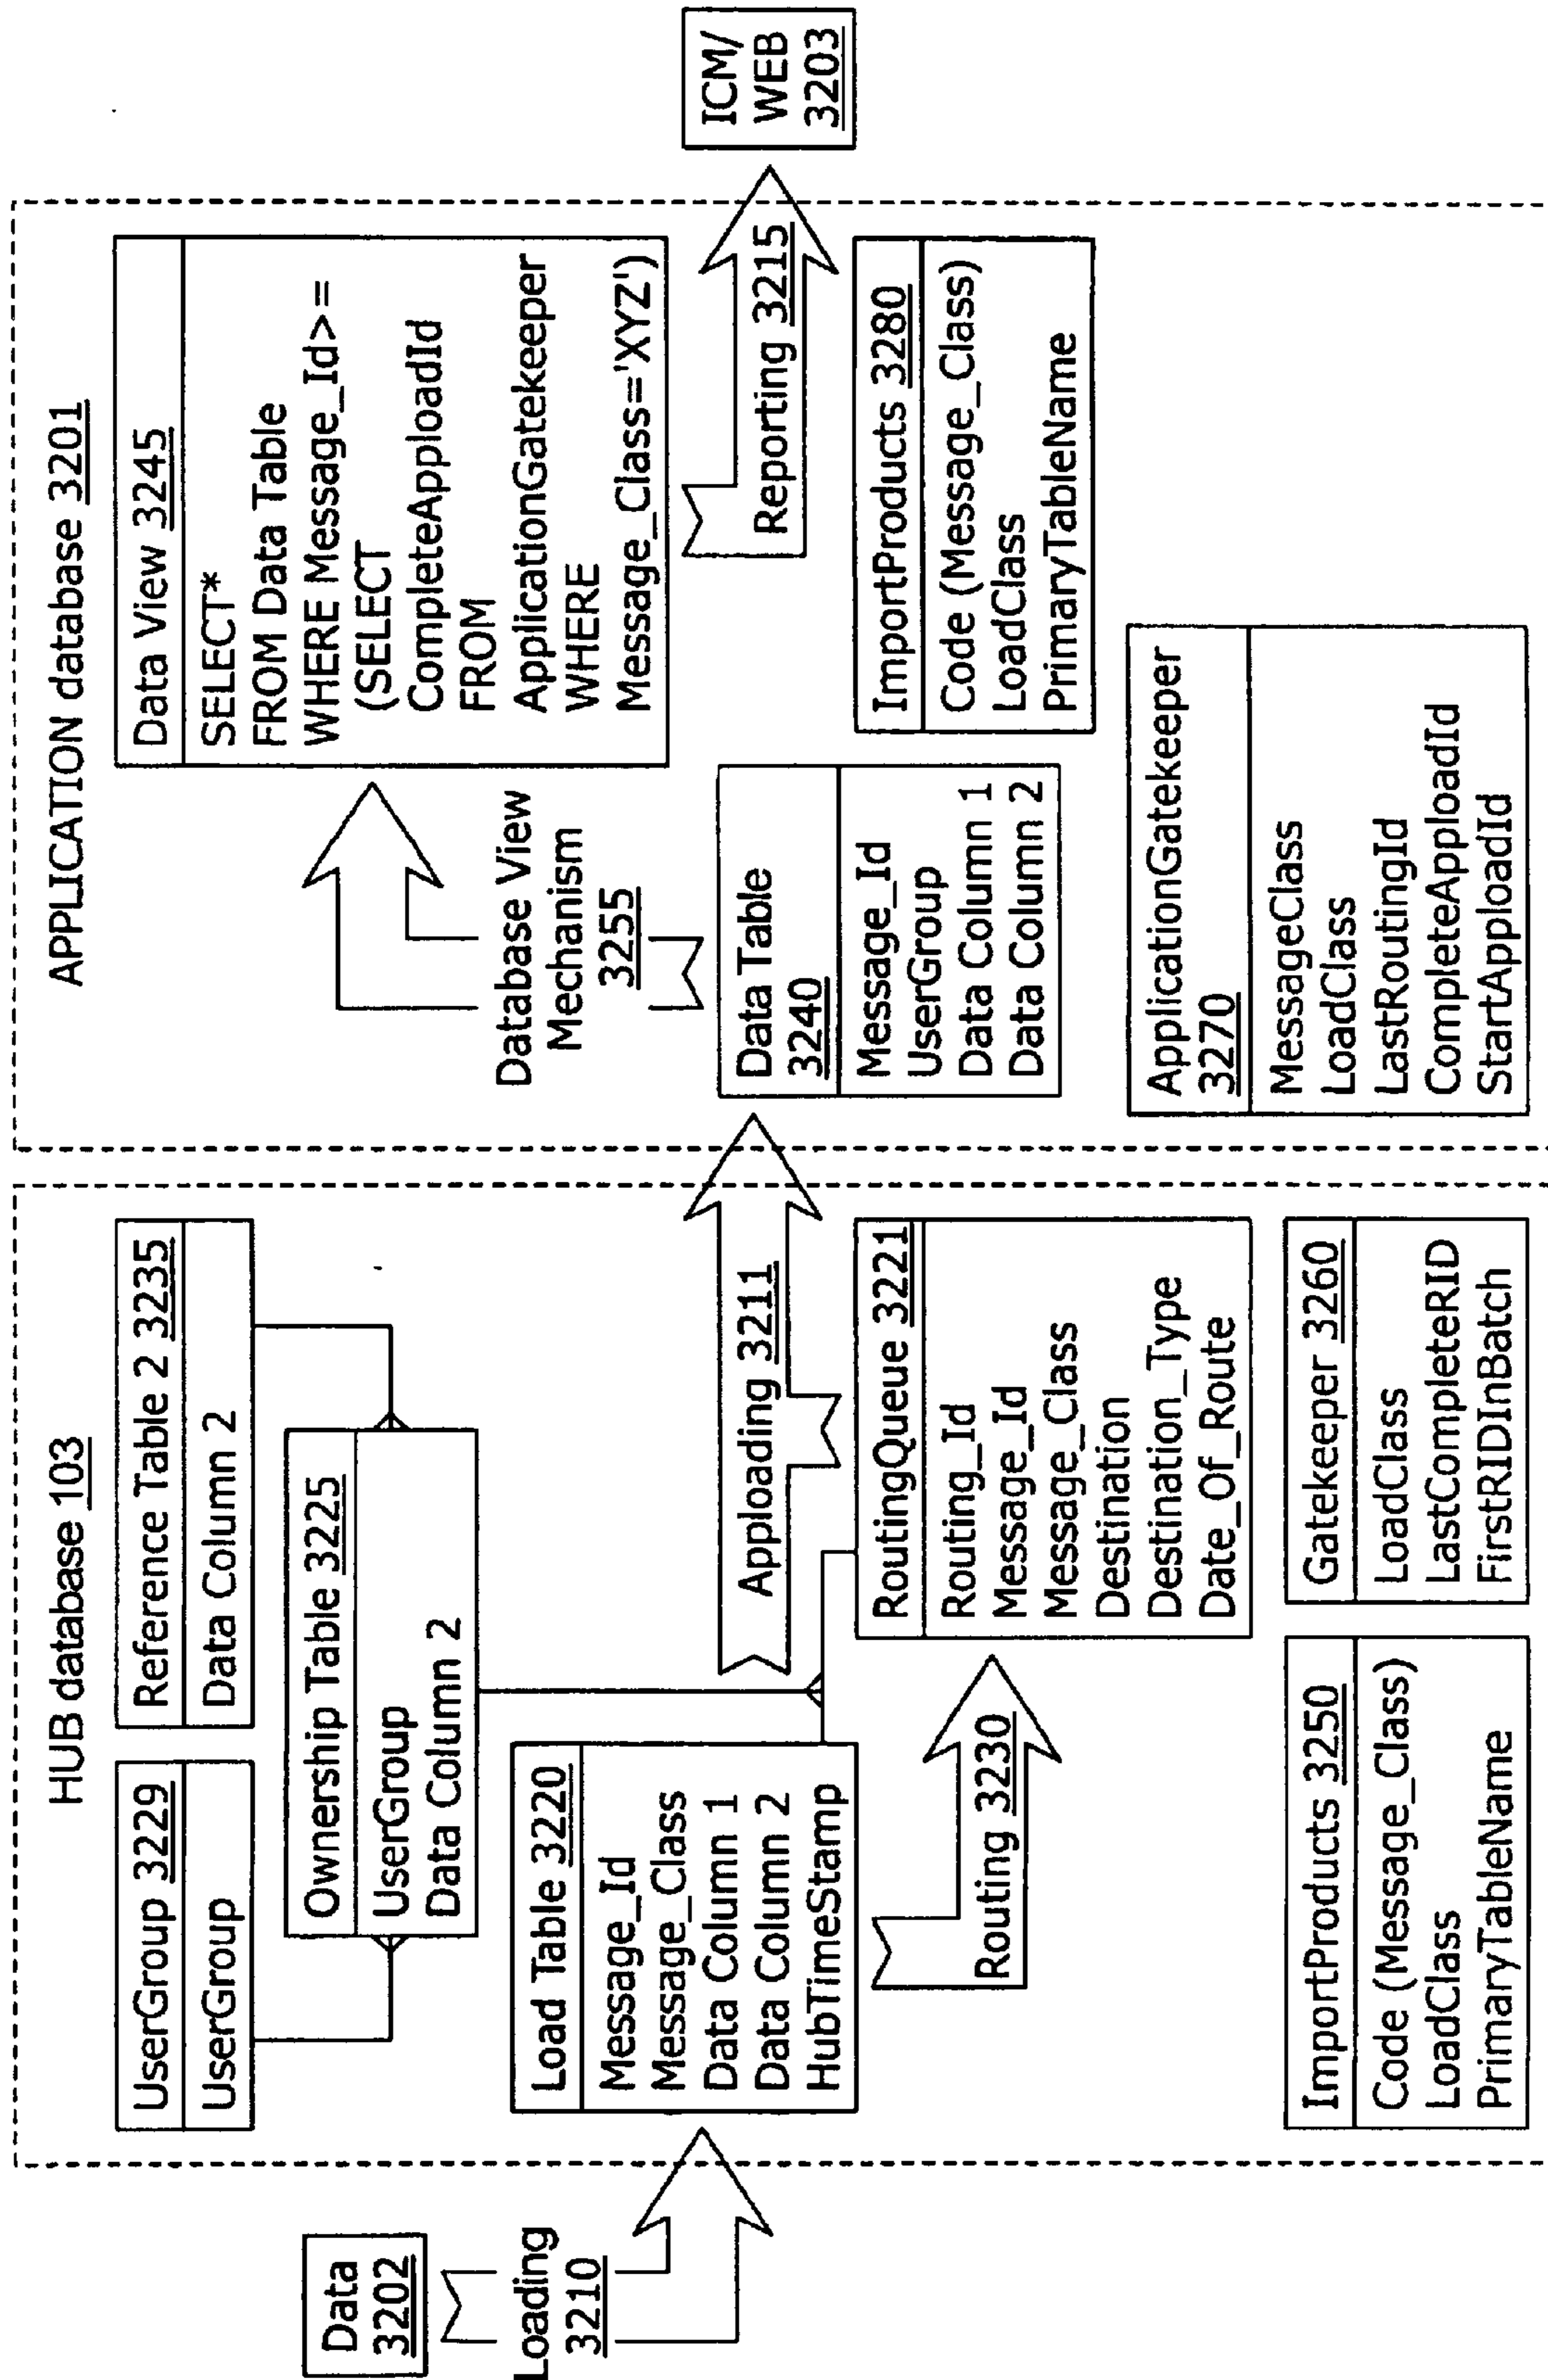 Data
3202
Loading
3210
HUB database 103
UserGroup 3229
UserGroup
Reference Table 2 3235
Data Column 2
Ownership Table 3225
UserGroup
Data Column 2
Load Table 3220
Message_Id
Message_Class
Data Column 1
Data Column 2
HubTimeStamp
Apploading 3211
Routing 3230
RoutingQueue 3221
Routing_Id
Message_Id
Message_Class
Destination
Destination_Type
Date_Of_Route
ImportProducts 3250
Code (Message_Class)
LoadClass
PrimaryTableName
Gatekeeper 3260
LoadClass
LastCompleteRID
FirstRIDInBatch
APPLICATION database 3201
Data View 3245
SELECT*
FROM Data Table
WHERE Message_Id>=
(SELECT
CompleteApploadId
FROM
ApplicationGatekeeper
WHERE
Message_Class='XYZ')
Database View
Mechanism
3255
Data Table
3240
Message_Id
UserGroup
Data Column 1
Data Column 2
Reporting 3215
ImportProducts 3280
Code (Message_Class)
LoadClass
PrimaryTableName
ApplicationGatekeeper
3270
MessageClass
LoadClass
LastRoutingId
CompleteApploadId
StartApploadId
ICM/
WEB
3203